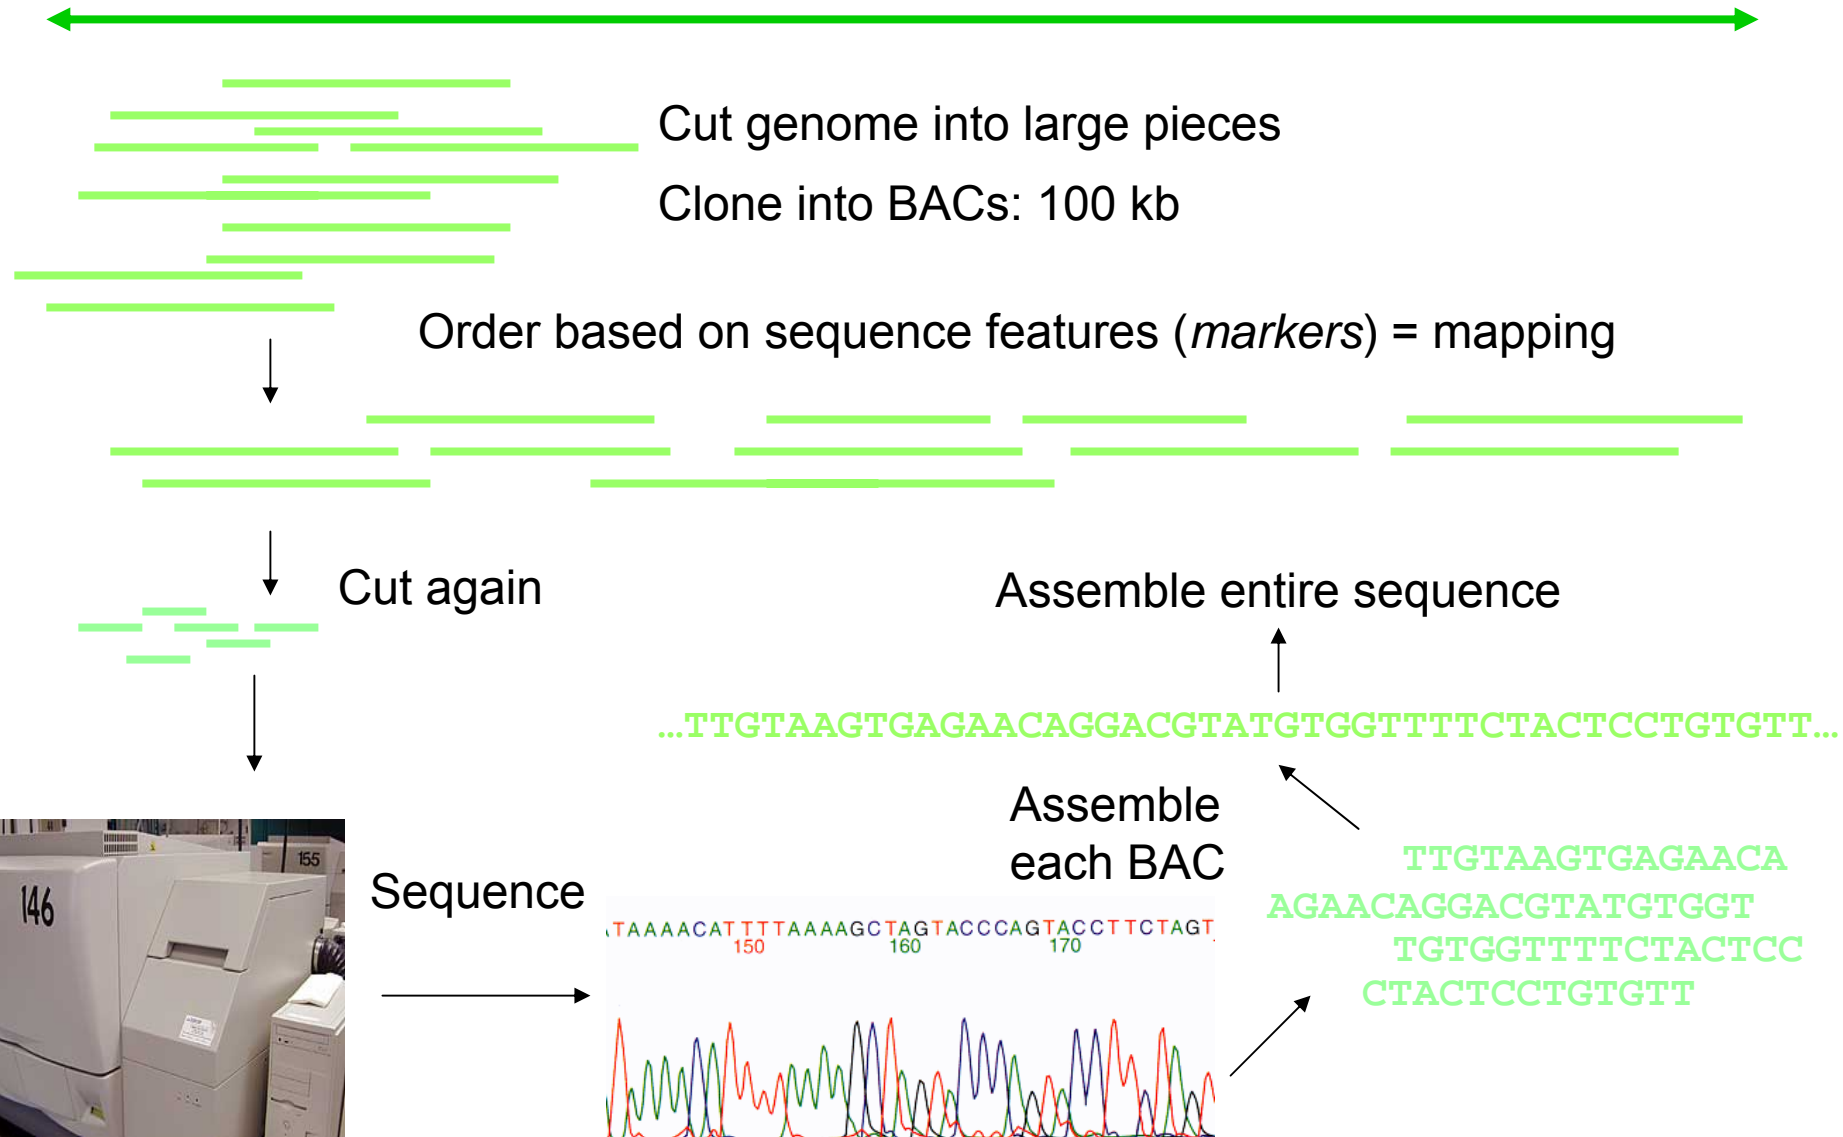 Cut genome into large pieces
Clone into BACs: 100 kb
Order based on sequence features (markers) = mapping
Cut again
Assemble entire sequence
...TTGTAAGTGAGAACAGGACGTATGTGGTTTTCTACTCCTGTGTT...
Assemble
each BAC
TTGTAAGTGAGAACA
AGAACAGGACGTATGTGGT
TGTGGTTTTCTACTCC
CTACTCCTGTGTT
155
146
Sequence
TAAAACATTTTAAAAGCTAGTACCCAGTACCTTCTAGT
150 160 170